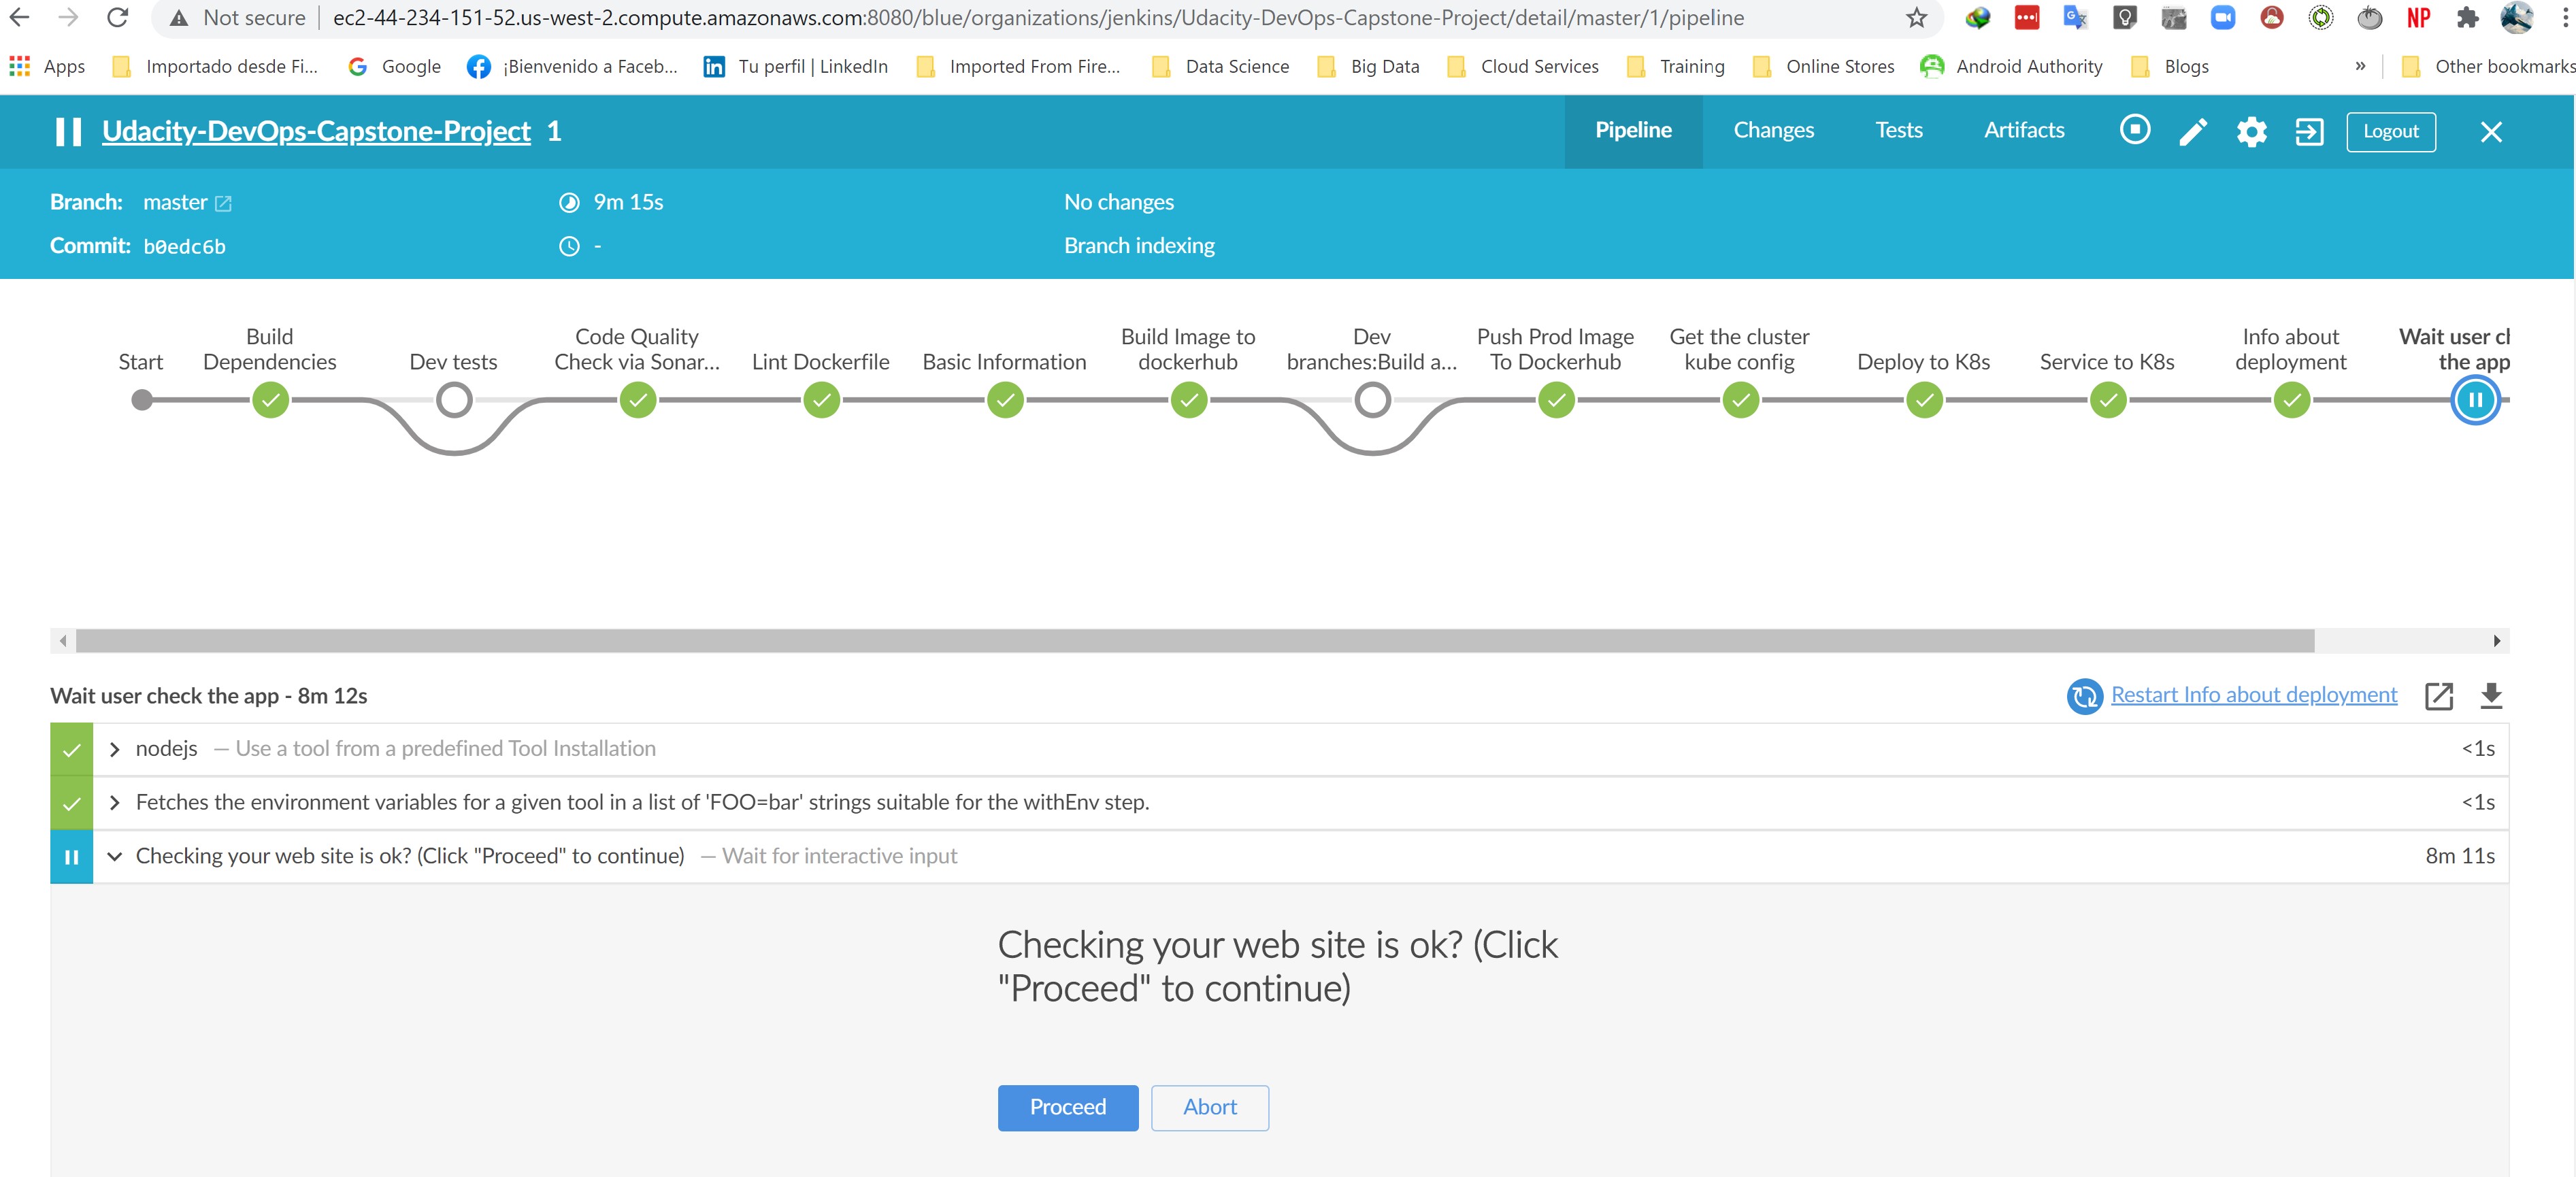 Not secure ec2-44-234-151-52.us-west-2.compute.amazonaws.com:8080/blue/organizations/jenkins/Udacity-DevOps-Capstone-Project/detail/master/1/pipeline NP
Apps Importado desde Fi... Google ¡Bienvenido a Faceb... Tu perfil | LinkedIn Imported From Fire... Data Science Big Data Cloud Services Training Online Stores Android Authority Blogs » Other bookmarks
Udacity-DevOps-Capstone-Project 1 Pipeline Changes Tests Artifacts Logout
Branch: master 9m 15s No changes
Commit: b0edc6b - Branch indexing
Start
Build
Dependencies
Dev tests
Code Quality
Check via Sonar...
Lint Dockerfile
Basic Information
Build Image to
dockerhub
Dev
branches:Build a...
Push Prod Image
To Dockerhub
Get the cluster
kube config
Deploy to K8s
Service to K8s
Info about
deployment
Wait user
the app
Wait user check the app - 8m 12s Restart Info about deployment
nodejs — Use a tool from a predefined Tool Installation <1s
Fetches the environment variables for a given tool in a list of 'FOO=bar' strings suitable for the withEnv step. <1s
Checking your web site is ok? (Click "Proceed" to continue) — Wait for interactive input 8m 11s
Checking your web site is ok? (Click
"Proceed" to continue)
Proceed Abort